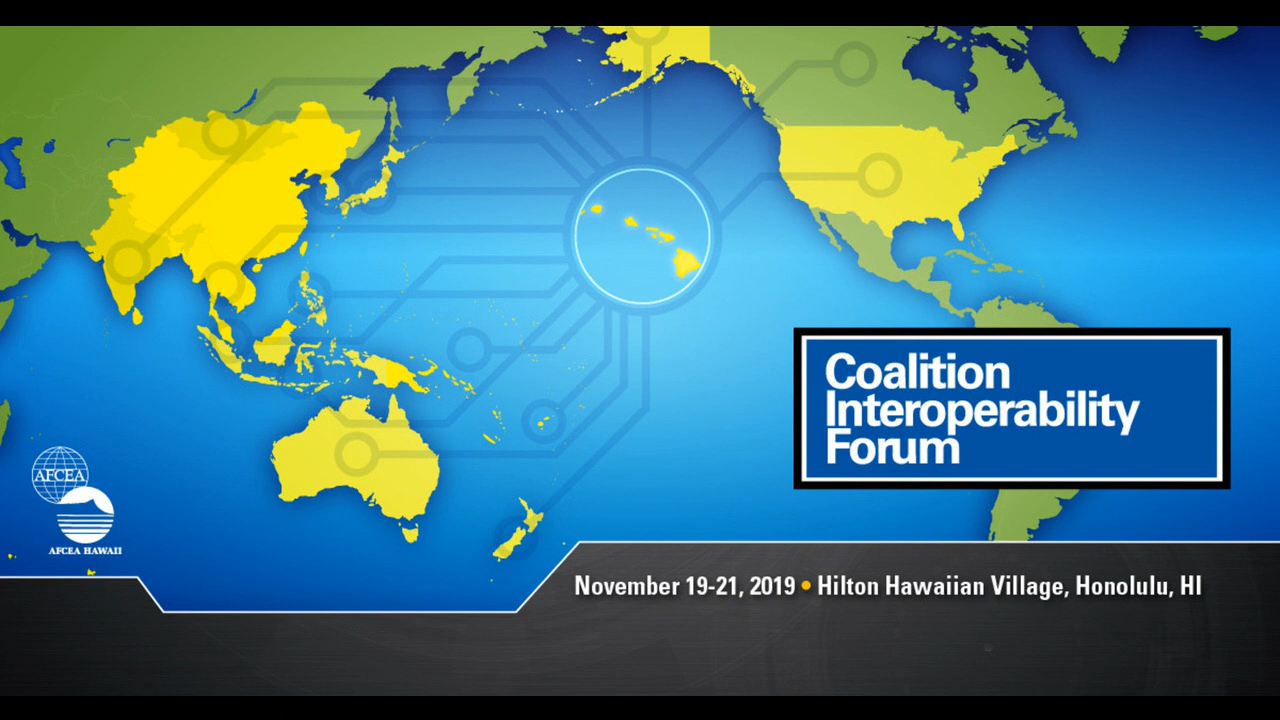 Coalition
Interoperability
Forum
AFCEA
AFCEA HAWAII
November 19-21, 2019 • Hilton Hawaiian Village, Honolulu, HI